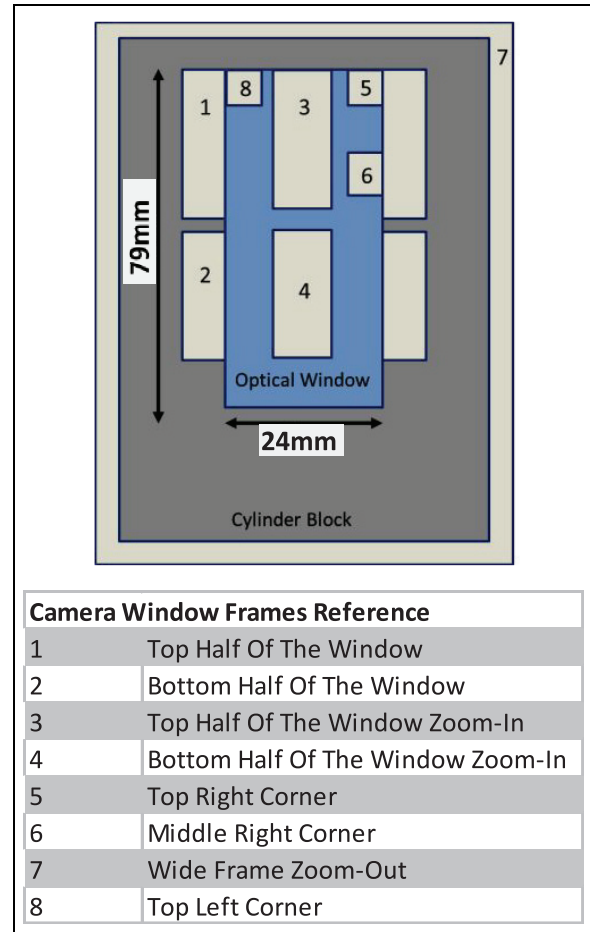 7
1
8
3
5
6
79mm
2
4
Optical Window
24mm
Cylinder Block
Camera Window Frames Reference
1 Top Half Of The Window
2 Bottom Half Of The Window
3 Top Half Of The Window Zoom-In
4 Bottom Half Of The Window Zoom-In
5 Top Right Corner
6 Middle Right Corner
7 Wide Frame Zoom-Out
8 Top Left Corner